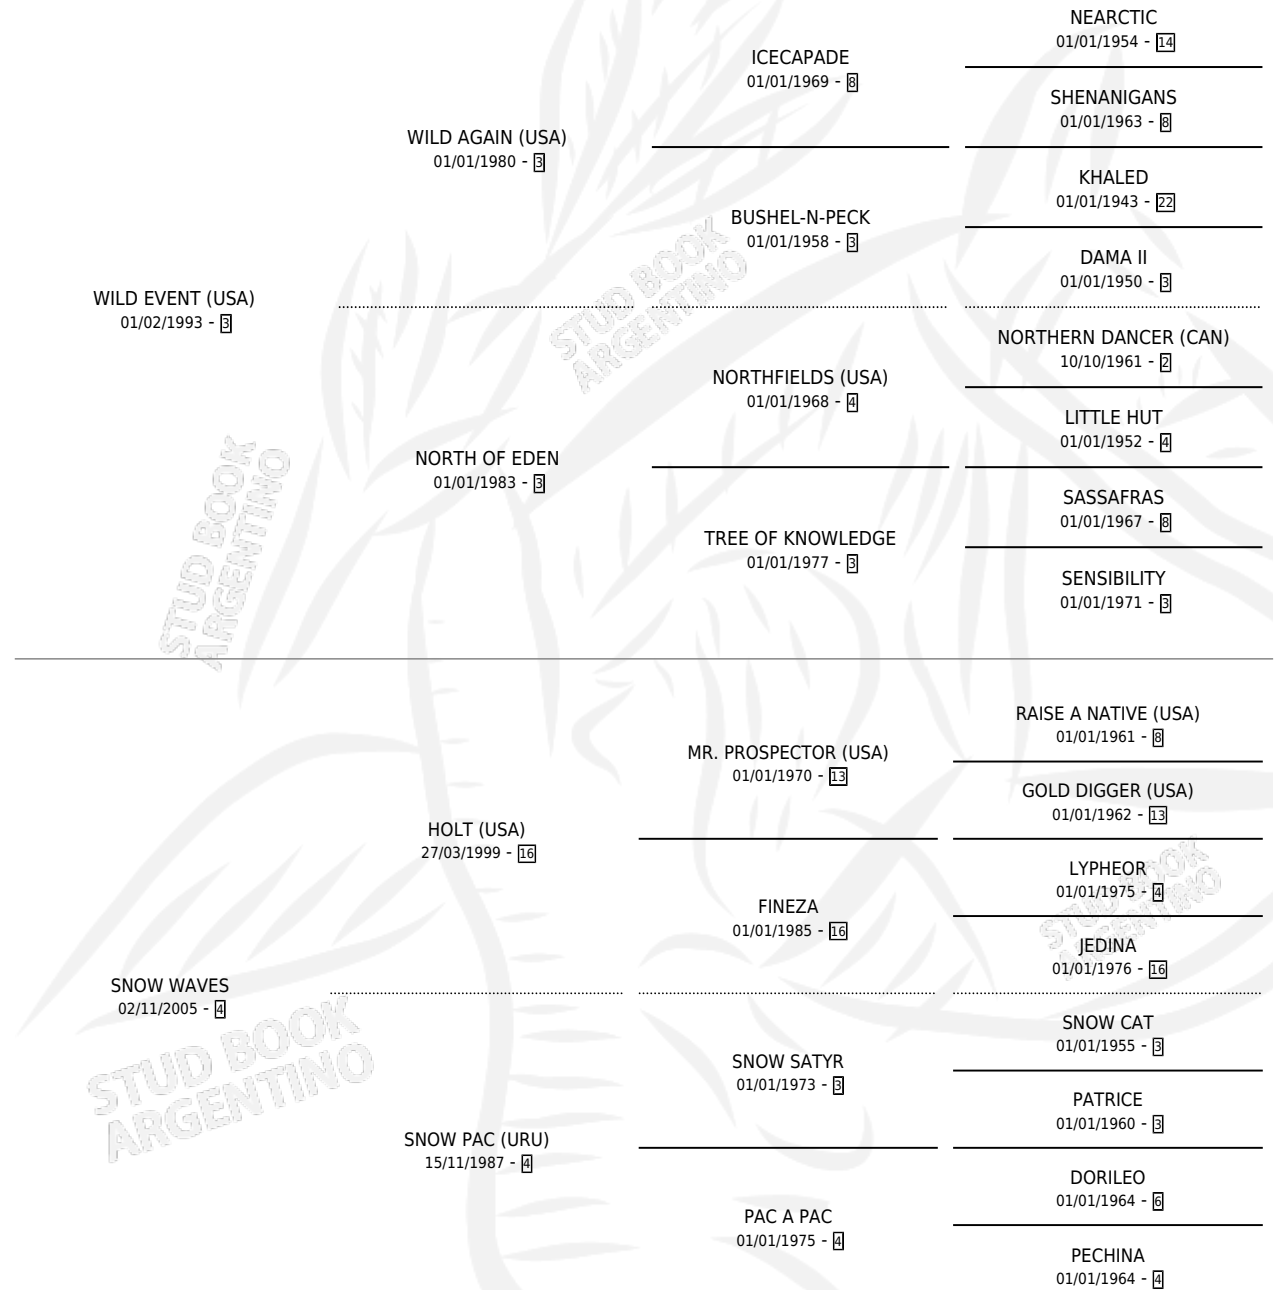 NEARCTIC
01/01/1954 - 14
ICECAPADE
01/01/1969 - 8
SHENANIGANS
01/01/1963 - 8
WILD AGAIN (USA)
01/01/1980 - 3
KHALED
01/01/1943 - 22
BUSHEL-N-PECK
01/01/1958 - 3
DAMA II
01/01/1950 - 3
WILD EVENT (USA)
01/02/1993 - 3
NORTHERN DANCER (CAN)
10/10/1961 - 2
NORTHFIELDS (USA)
01/01/1968 - 4
LITTLE HUT
01/01/1952 - 4
NORTH OF EDEN
01/01/1983 - 3
SASSAFRAS
01/01/1967 - 8
TREE OF KNOWLEDGE
01/01/1977 - 3
SENSIBILITY
01/01/1971 - 3
RAISE A NATIVE (USA)
01/01/1961 - 8
MR. PROSPECTOR (USA)
01/01/1970 - 13
GOLD DIGGER (USA)
01/01/1962 - 13
HOLT (USA)
27/03/1999 - 16
LYPHEOR
01/01/1975 - 4
FINEZA
01/01/1985 - 16
JEDINA
01/01/1976 - 16
SNOW WAVES
02/11/2005 - 4
SNOW CAT
01/01/1955 - 3
SNOW SATYR
01/01/1973 - 3
PATRICE
01/01/1960 - 3
SNOW PAC (URU)
15/11/1987 - 4
DORILEO
01/01/1964 - 6
PAC A PAC
01/01/1975 - 4
PECHINA
01/01/1964 - 4
STUD BOOK
ARGENTINO
STUD BOOK
ARGENTINO
STUD BOOK
ARGENTINO
STUD BOOK
ARGENTINO